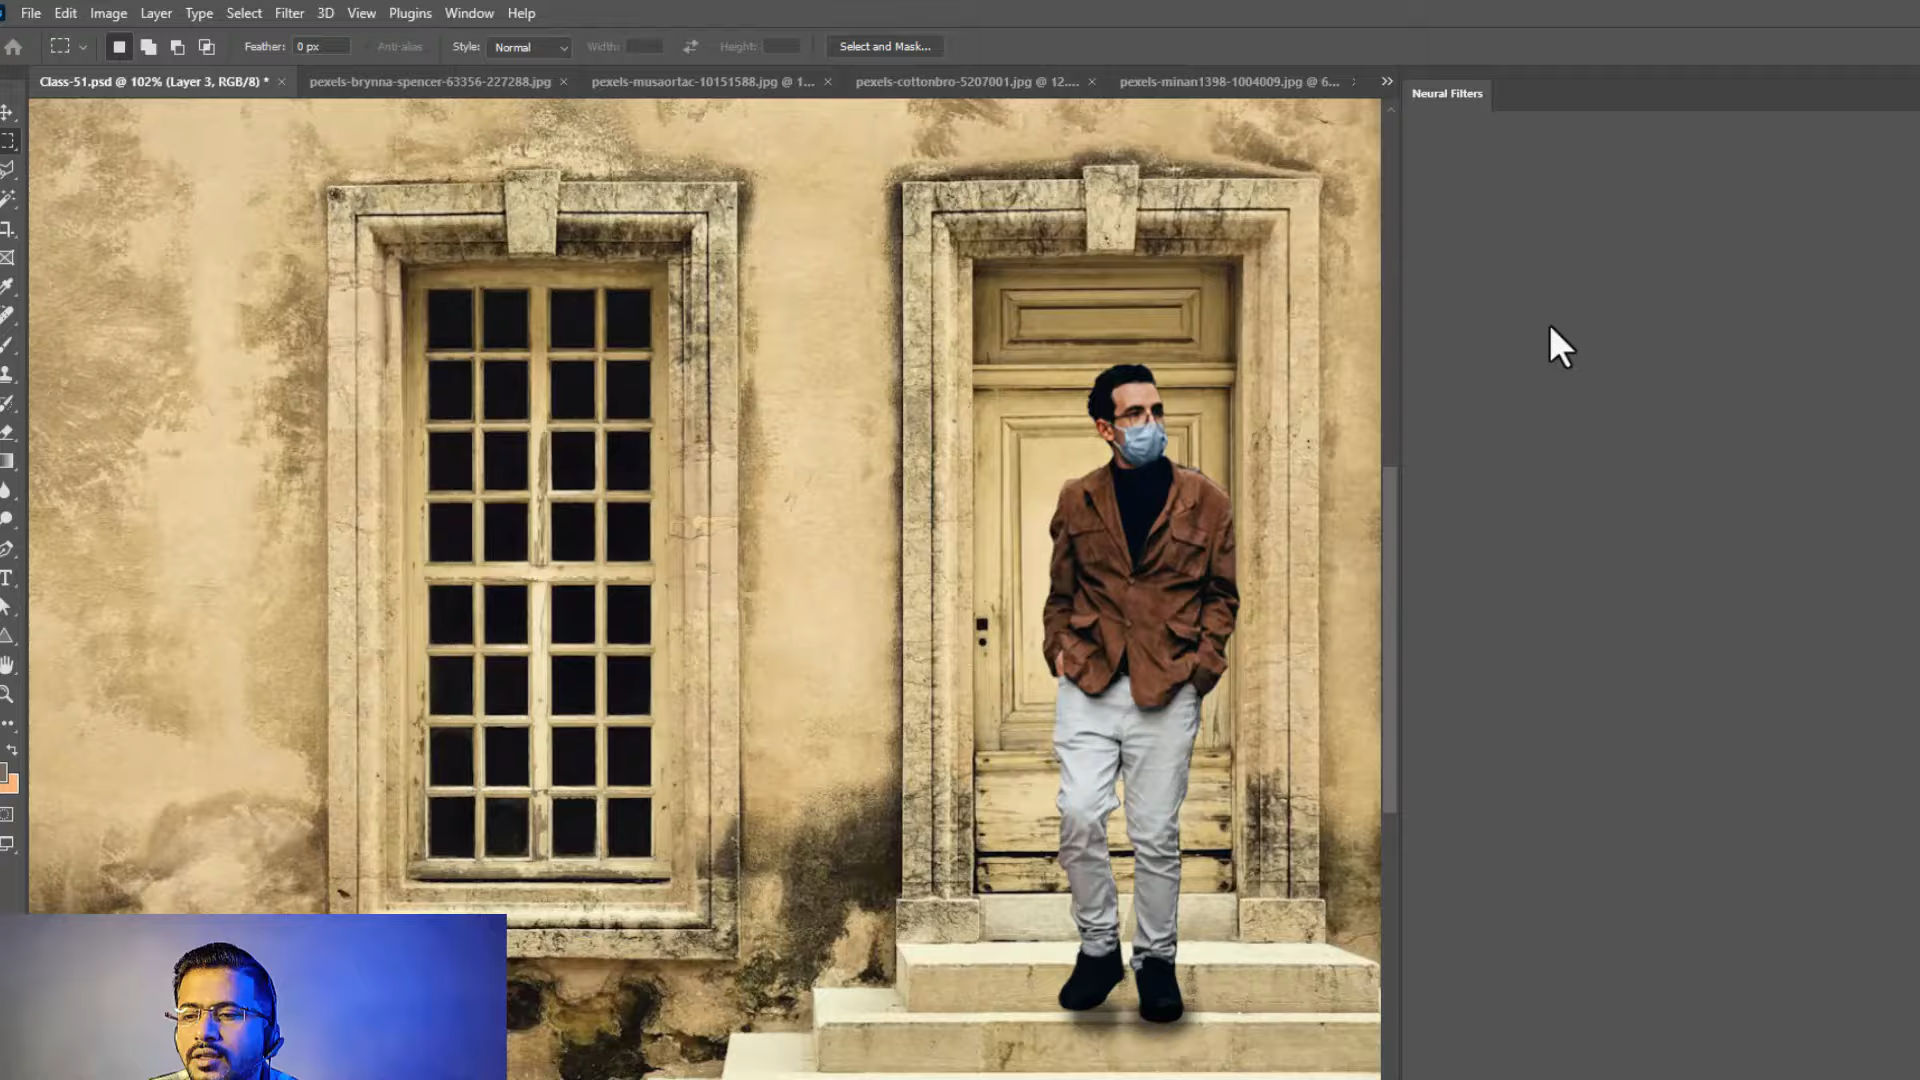 File Edit Image Layer Type Select Filter 3D View Plugins Window Help
Feather: 0 px Anti-alias Style: Normal Width: Height: Select and Mask...
Class-51.psd @ 102% (Layer 3, RGB/8) * pexels-brynna-spencer-63356-227288.jpg pexels-musaortac-10151588.jpg @ 1... pexels-cottonbro-5207001.jpg @ 12.... pexels-minan1398-1004009.jpg @ 6...
Neural Filters